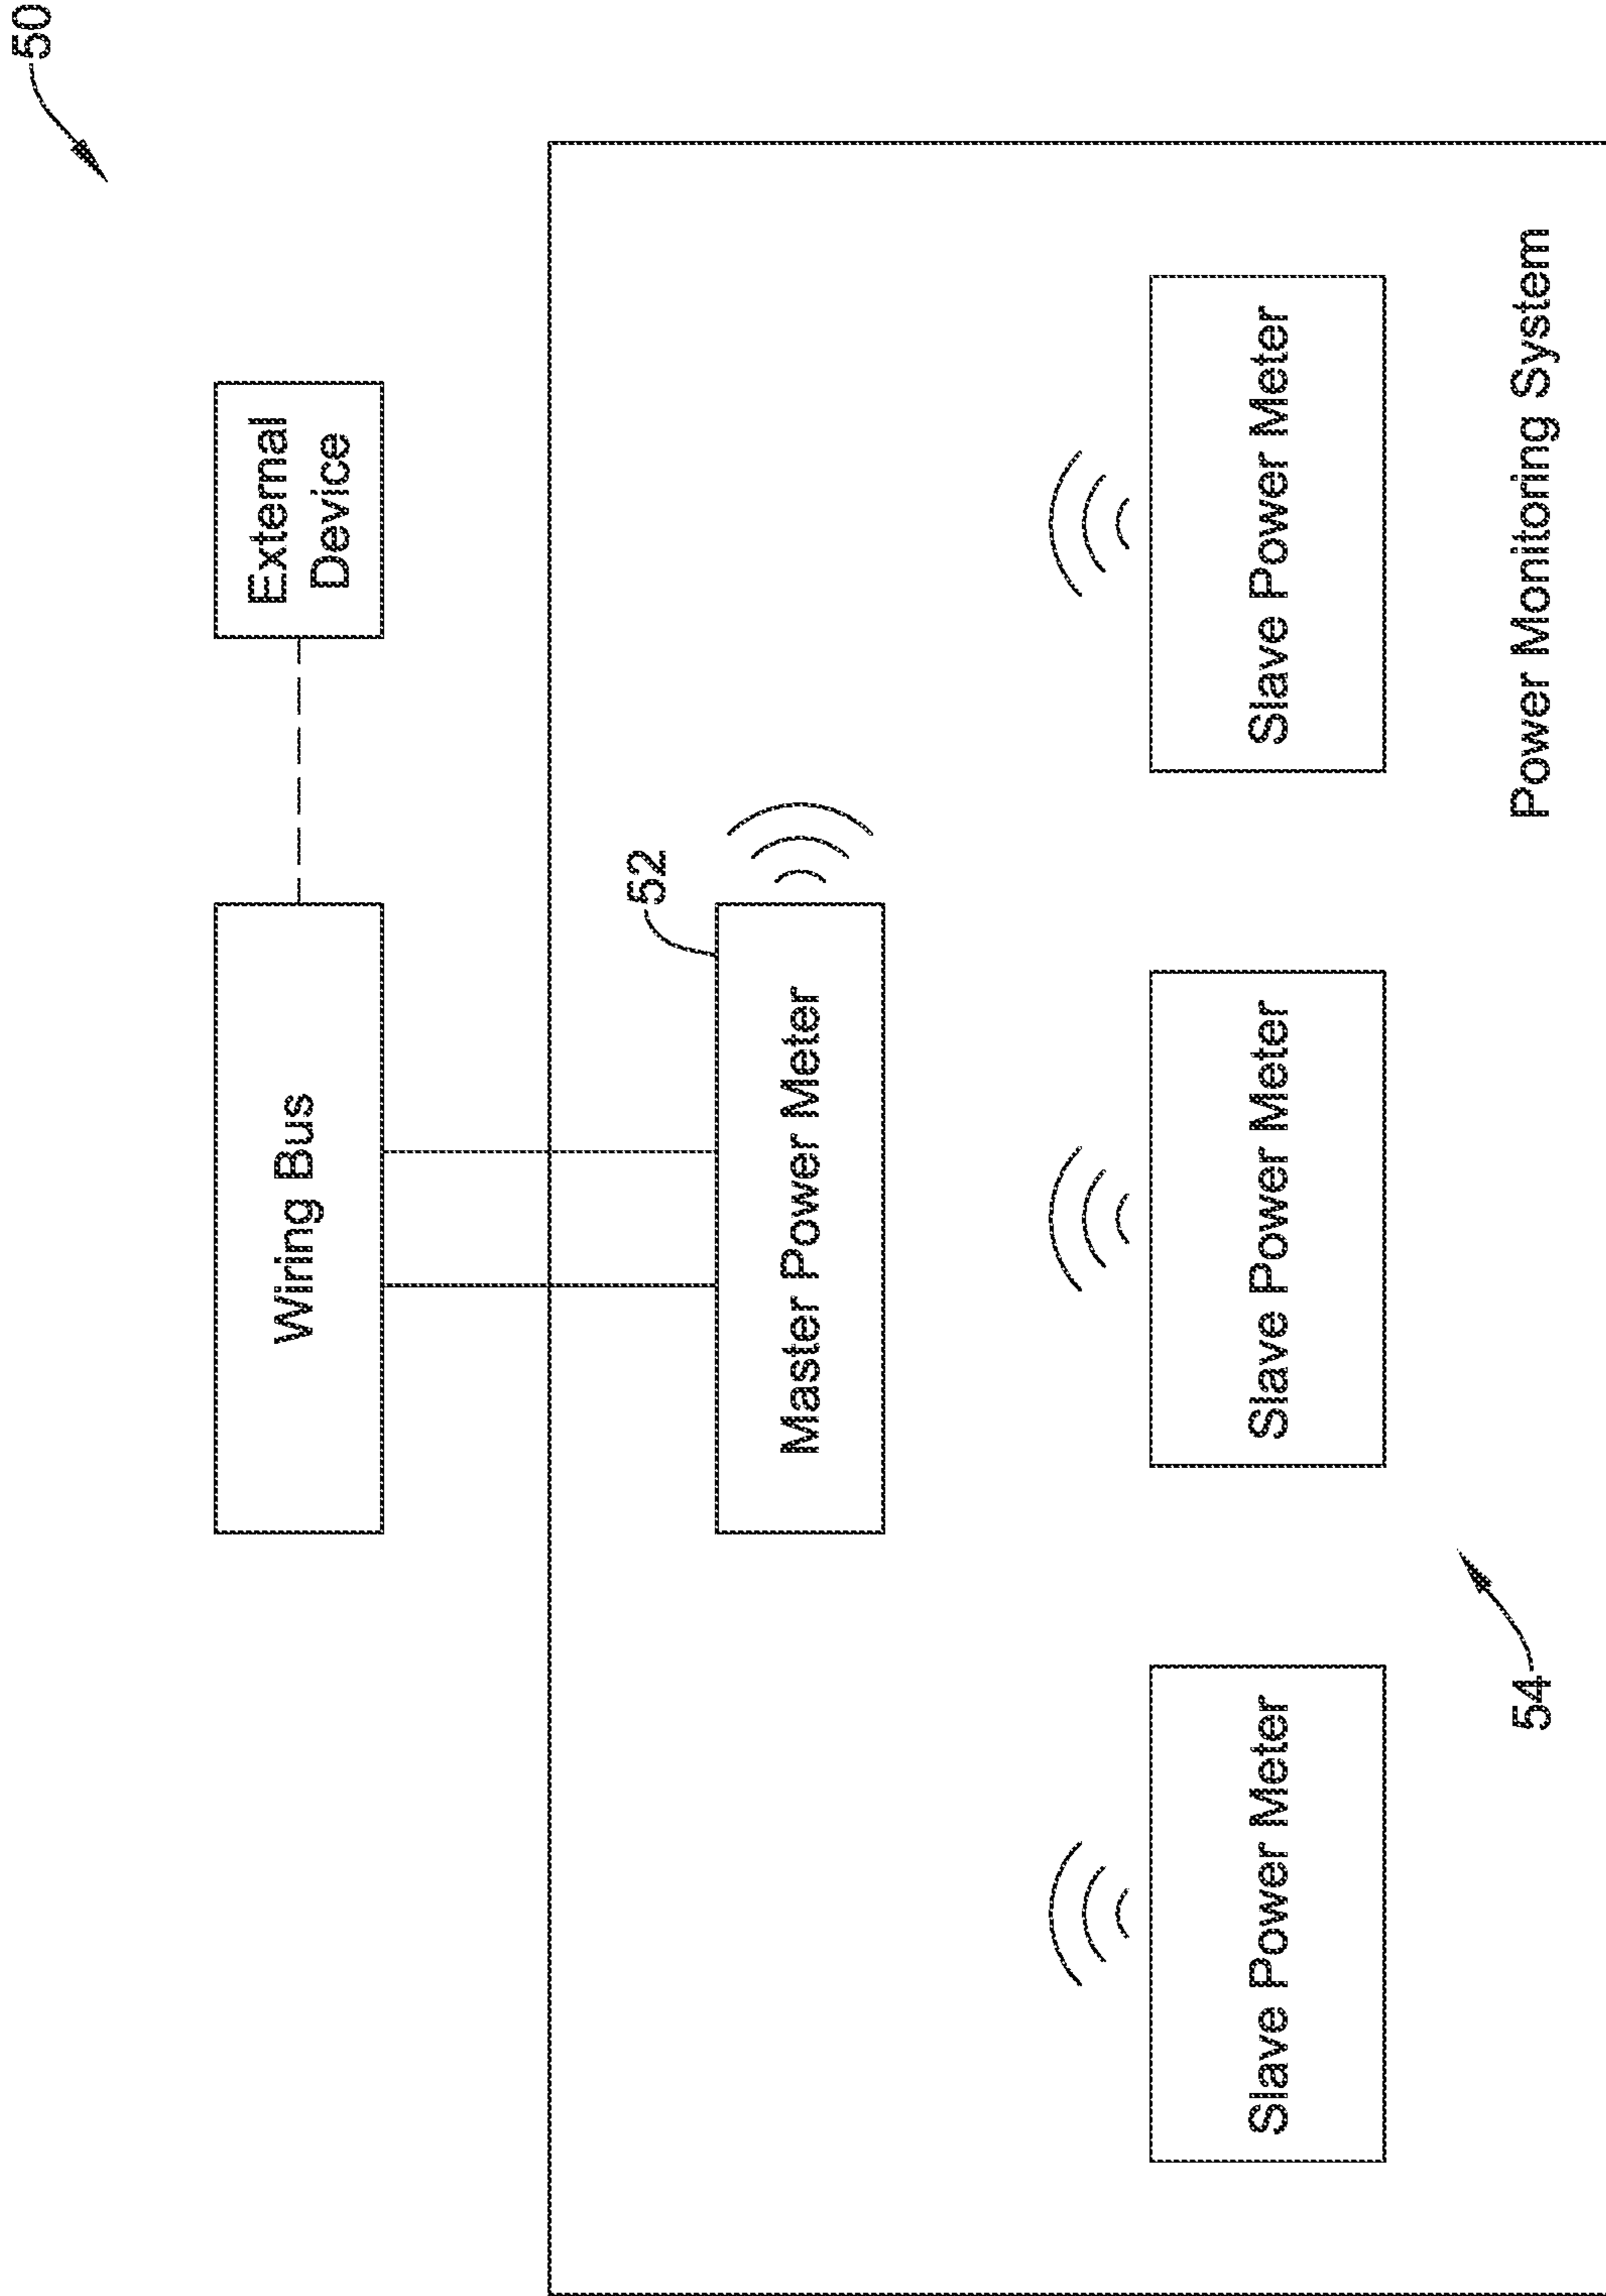 50
Wiring Bus
External
Device
52
Master Power Meter
Slave Power Meter
Slave Power Meter
Slave Power Meter
54
Power Monitoring System